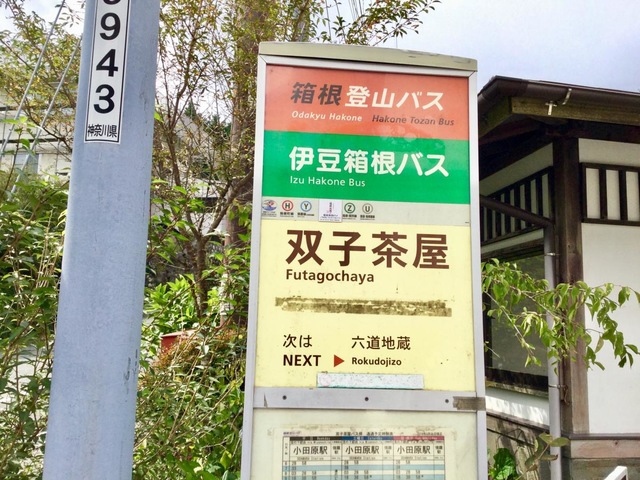 9943
神奈川県
箱根登山バス
Odakyu Hakone Hakone Tozan Bus
伊豆箱根バス
Izu Hakone Bus
H Y Z U
双子茶屋
Futagochaya
次は 六道地蔵
NEXT ▶ Rokudojizo
小田原駅 小田原駅 小田原駅